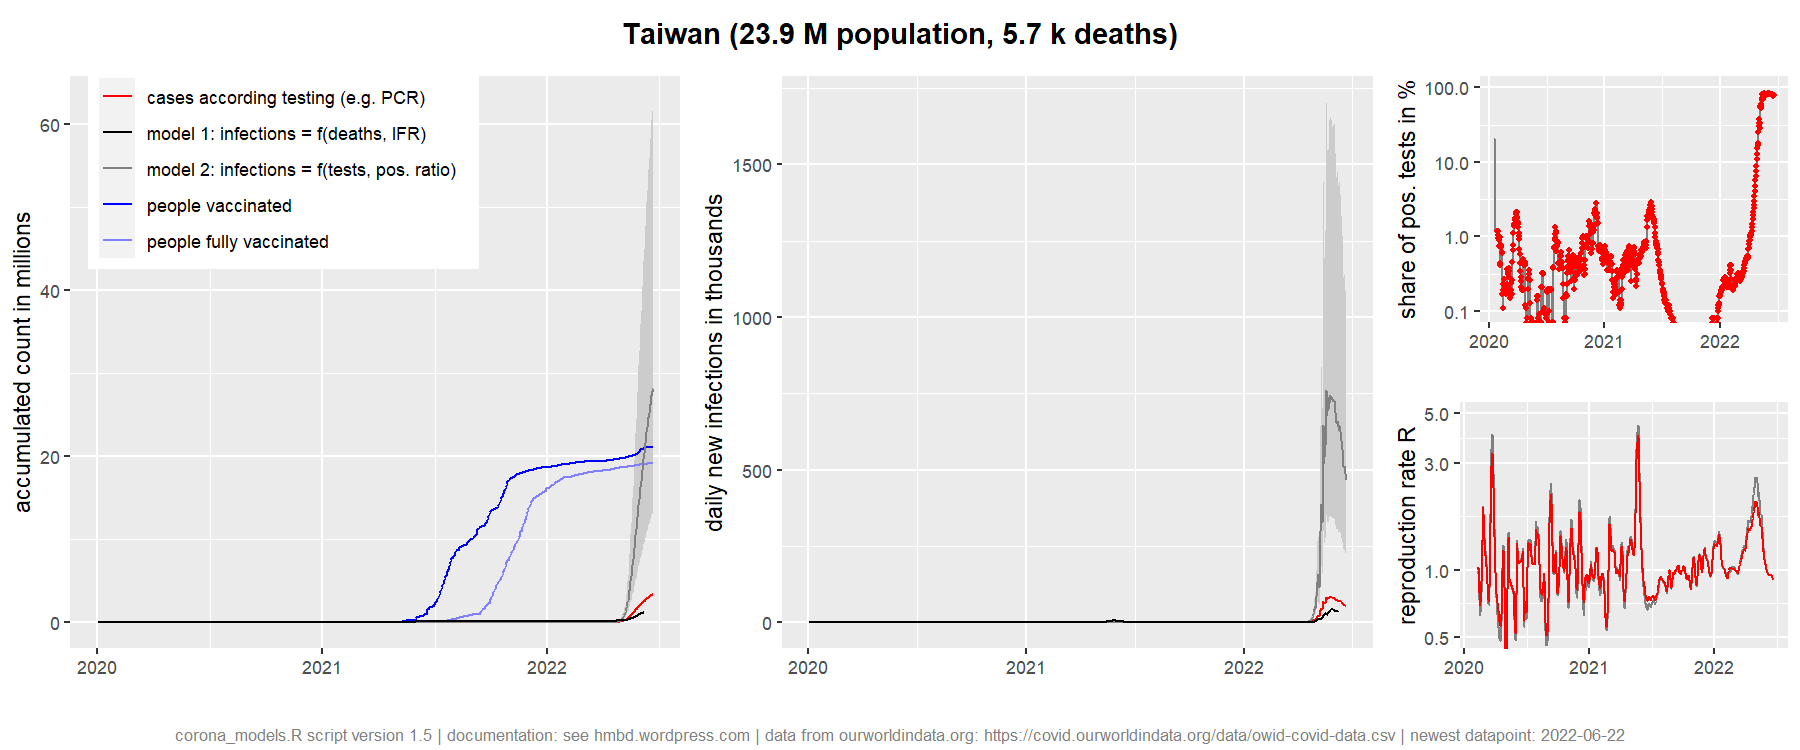 Taiwan (23.9 M population, 5.7 k deaths)
accumulated count in millions
cases according testing (e.g. PCR)
model 1: infections = f(deaths, IFR)
model 2: infections = f(tests, pos. ratio)
people vaccinated
people fully vaccinated
60
40
20
0
2020 2021 2022
daily new infections in thousands
1500
1000
500
0
2020 2021 2022
share of pos. tests in %
100.0
10.0
1.0
0.1
2020 2021 2022
reproduction rate R
5.0
3.0
1.0
0.5
2020 2021 2022
corona_models.R script version 1.5 | documentation: see hmbd.wordpress.com | data from ourworldindata.org: https://covid.ourworldindata.org/data/owid-covid-data.csv | newest datapoint: 2022-06-22